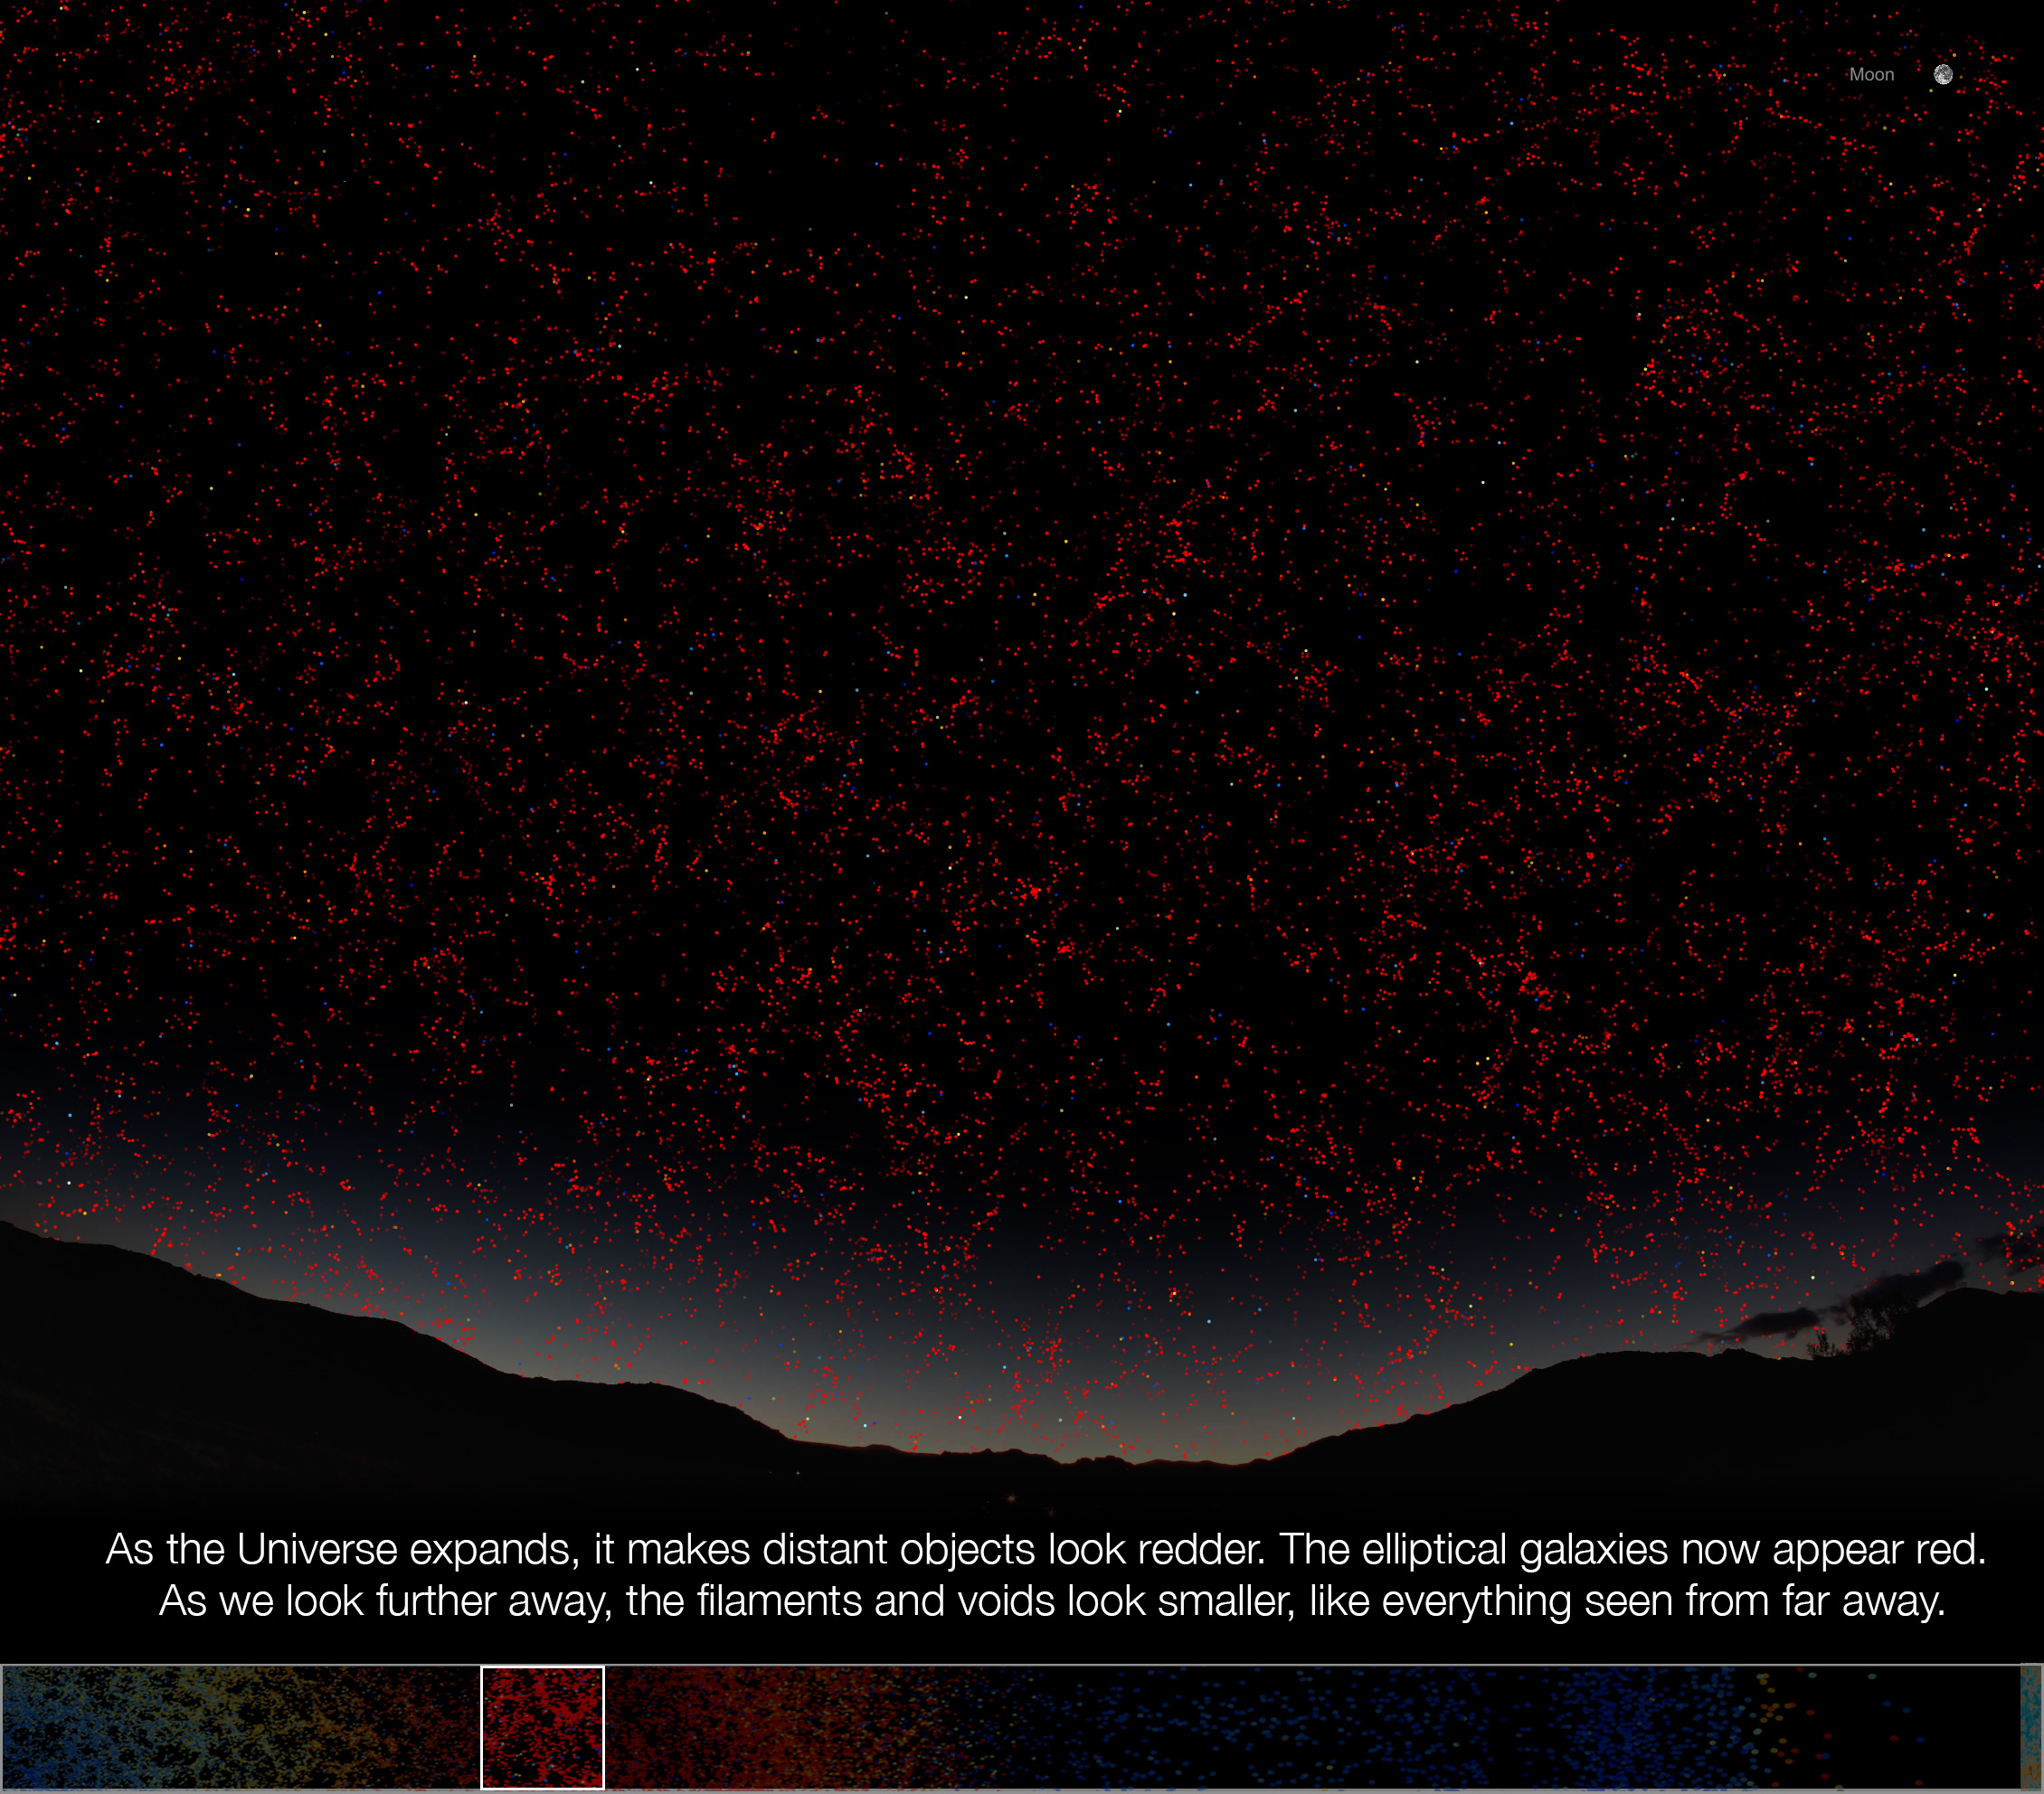 Moon
As the Universe expands, it makes distant objects look redder. The elliptical galaxies now appear red.
As we look further away, the filaments and voids look smaller, like everything seen from far away.